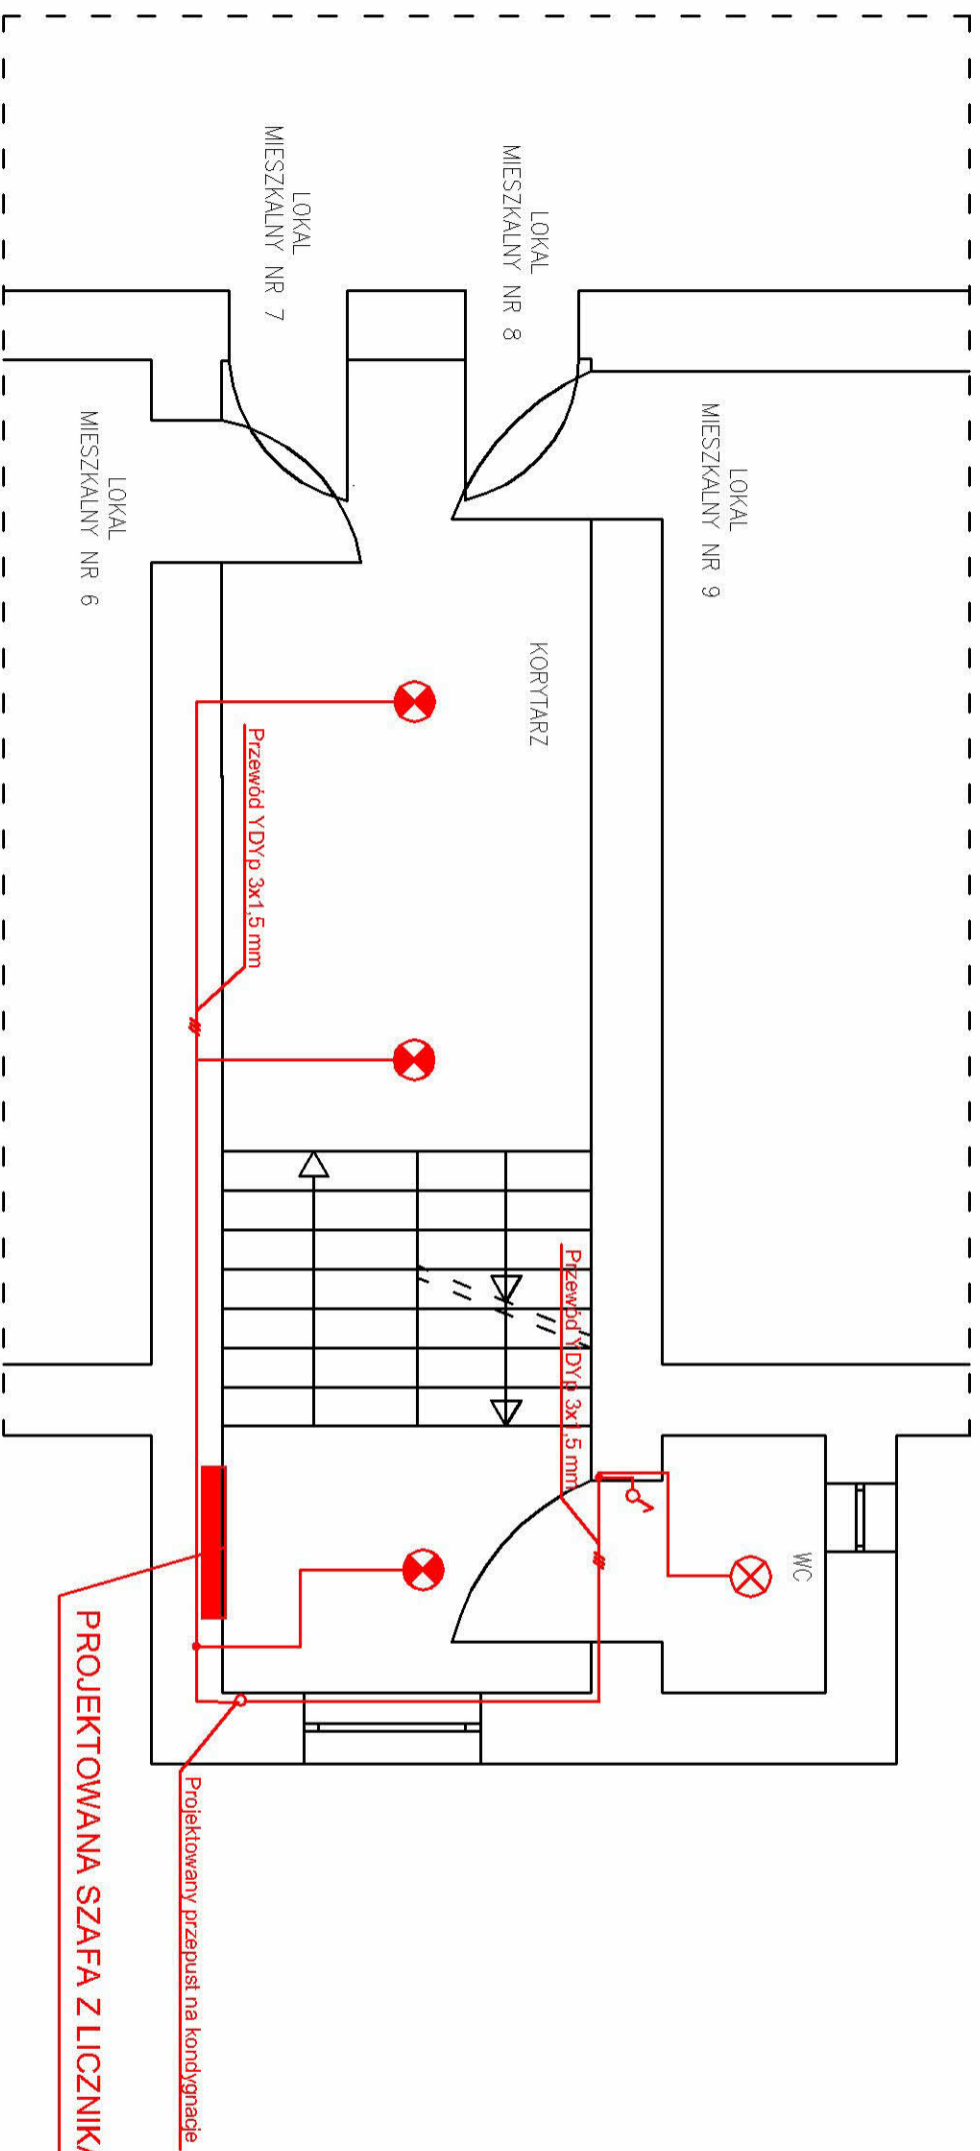 LOKAL
MIESZKALNY NR 9
LOKAL
MIESZKALNY NR 8
LOKAL
MIESZKALNY NR 7
LOKAL
MIESZKALNY NR 6
KORYTARZ
WC
Przewód YDYp 3x1,5 mm
Przewód YDYp 3x1,5 mm
Projektowany przepust na kondygnacje
PROJEKTOWANA SZAFA Z LICZNIKA